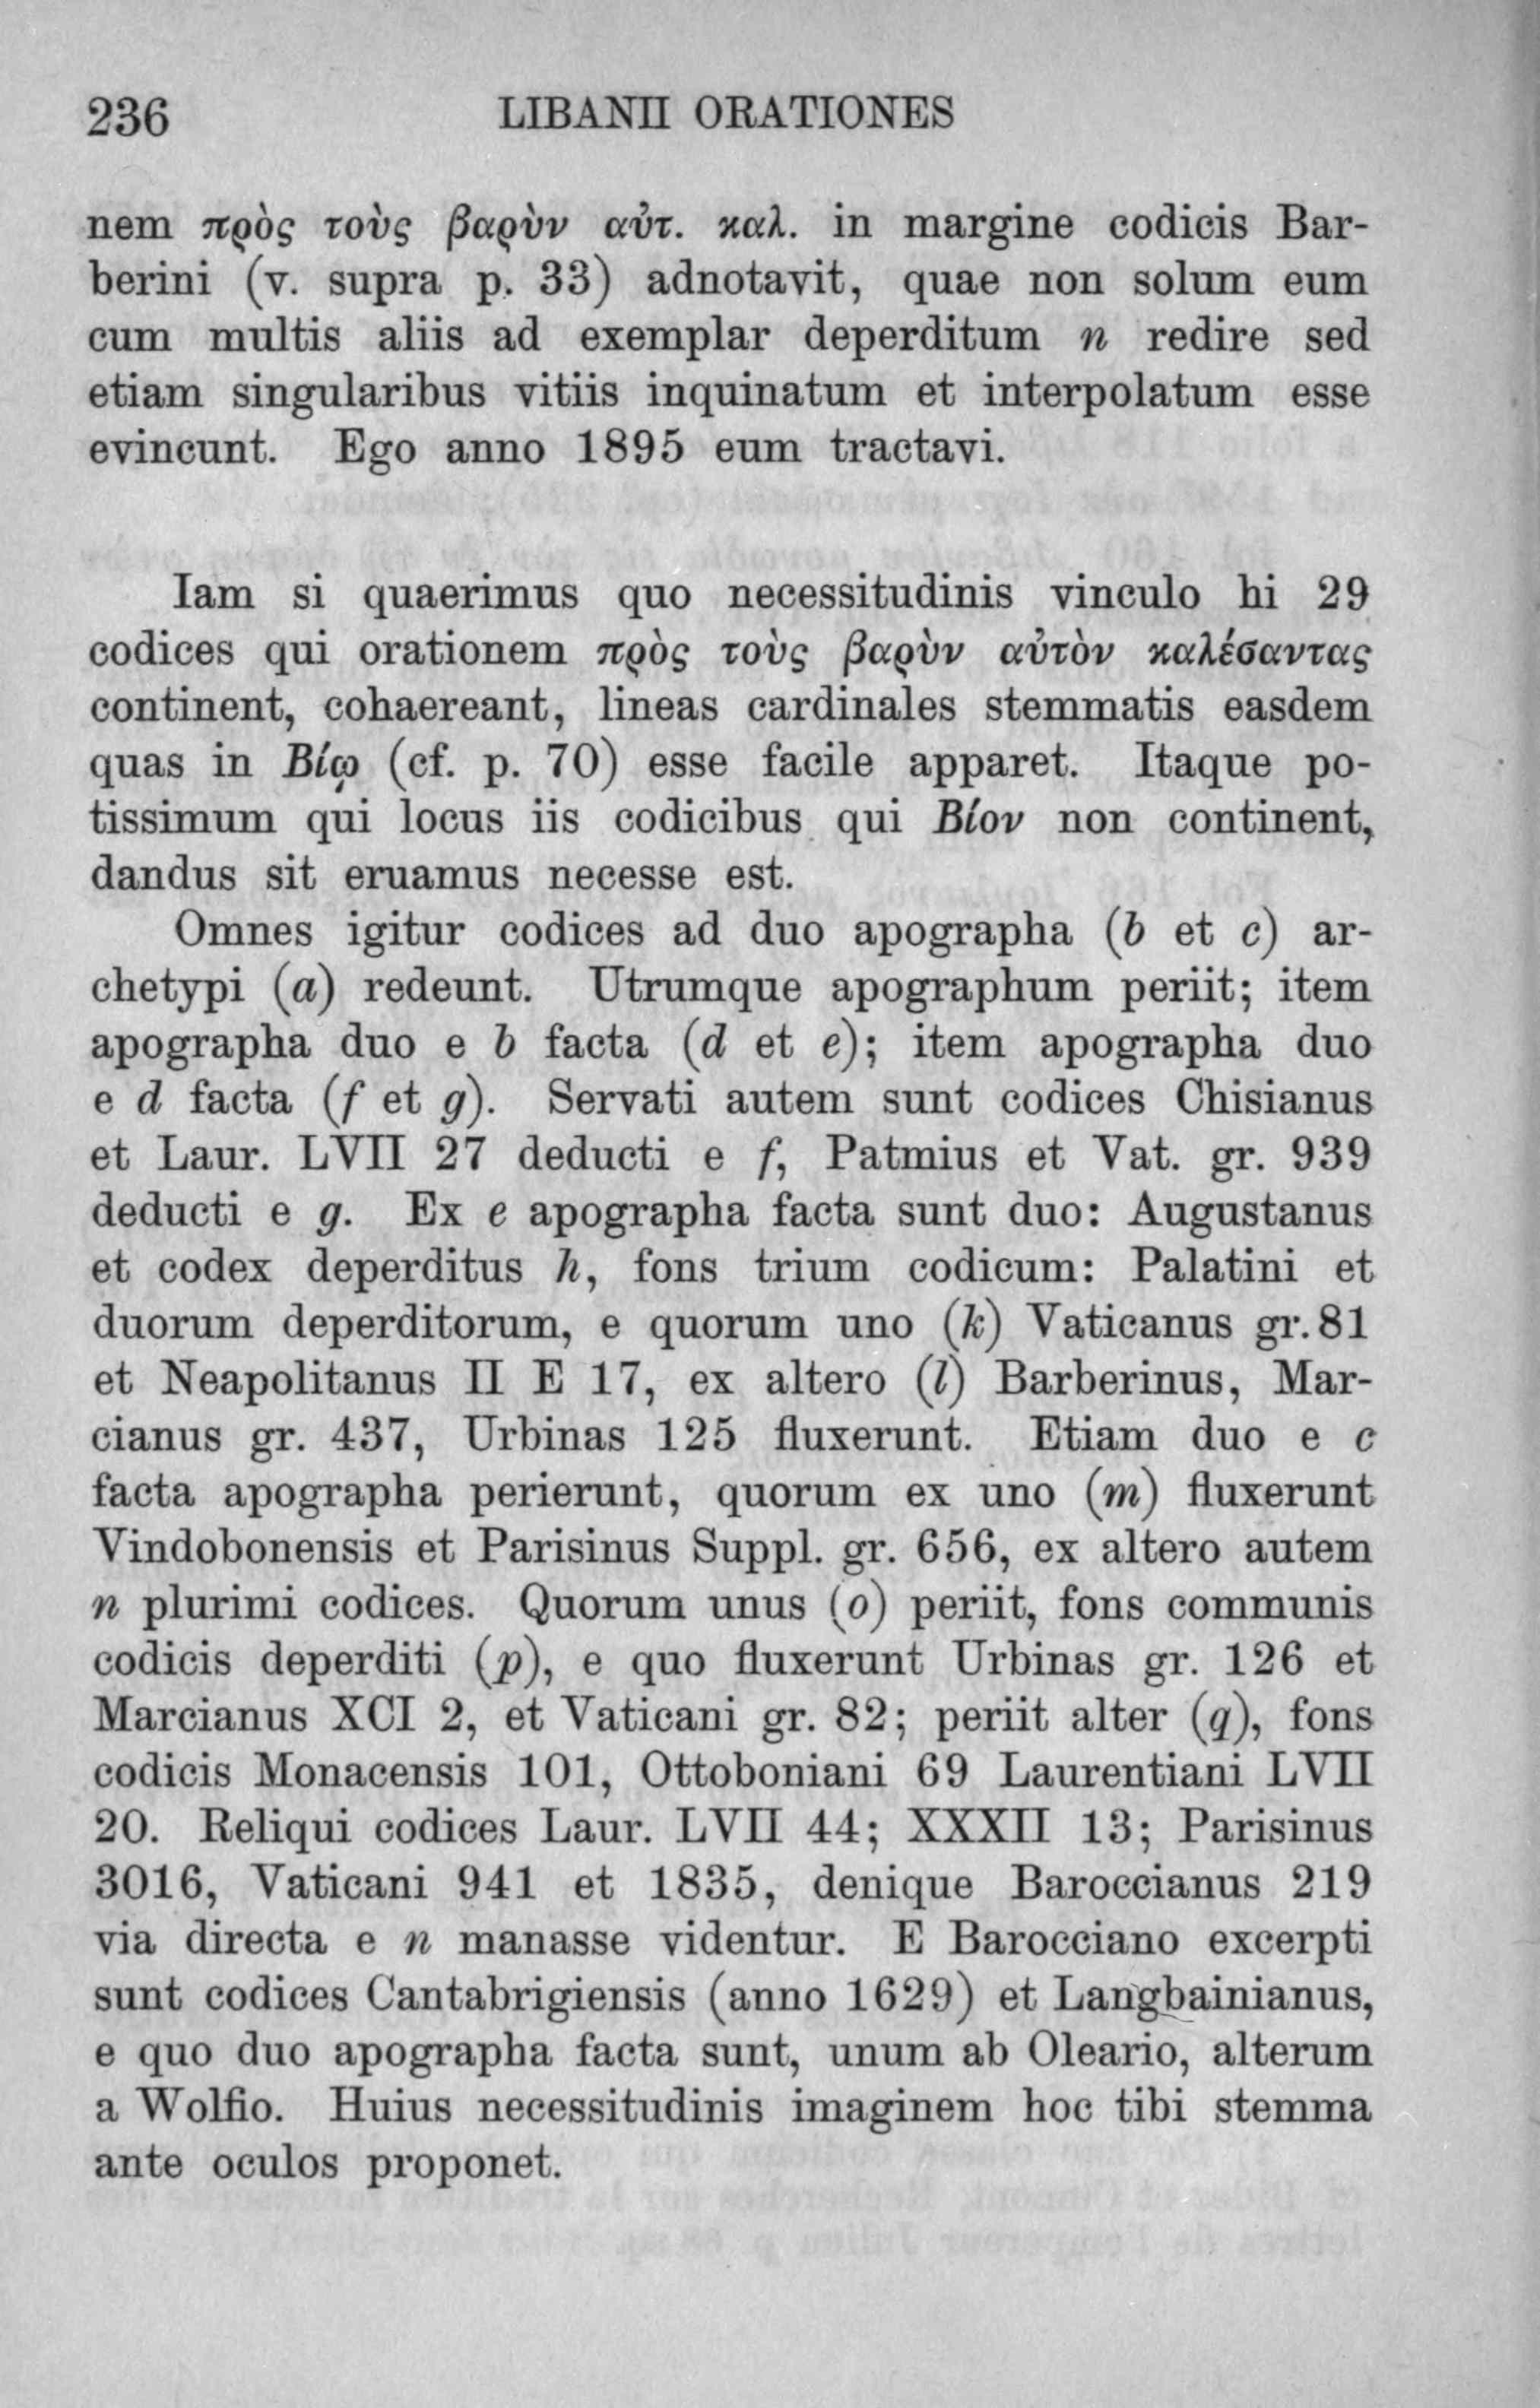 236 LIBANII ORATIONES
nem πρὸς τοὺς βαρὺν αὐτ. καλ. in margine codicis Bar-
berini (v. supra p. 33) adnotavit, quae non solum eum
cum multis aliis ad exemplar deperditum n redire sed
etiam singularibus vitiis inquinatum et interpolatum esse
evincunt. Ego anno 1895 eum tractavi.
Iam si quaerimus quo necessitudinis vinculo hi 29
codices qui orationem πρὸς τοὺς βαρὺν αὐτὸν καλέσαντας
continent, cohaereant, lineas cardinales stemmatis easdem
quas in Βίῳ (cf. p. 70) esse facile apparet. Itaque po-
tissimum qui locus iis codicibus qui Βίον non continent,
dandus sit eruamus necesse est.
Omnes igitur codices ad duo apographa (b et c) ar-
chetypi (a) redeunt. Utrumque apographum periit; item
apographa duo e b facta (d et e); item apographa duo
e d facta (f et g). Servati autem sunt codices Chisianus
et Laur. LVII 27 deducti e f, Patmius et Vat. gr. 939
deducti e g. Ex e apographa facta sunt duo: Augustanus
et codex deperditus h, fons trium codicum: Palatini et
duorum deperditorum, e quorum uno (k) Vaticanus gr. 81
et Neapolitanus II E 17, ex altero (l) Barberinus, Mar-
cianus gr. 437, Urbinas 125 fluxerunt. Etiam duo e c
facta apographa perierunt, quorum ex uno (m) fluxerunt
Vindobonensis et Parisinus Suppl. gr. 656, ex altero autem
n plurimi codices. Quorum unus (o) periit, fons communis
codicis deperditi (p), e quo fluxerunt Urbinas gr. 126 et
Marcianus XCI 2, et Vaticani gr. 82; periit alter (q), fons
codicis Monacensis 101, Ottoboniani 69 Laurentiani LVII
20. Reliqui codices Laur. LVII 44; XXXII 13; Parisinus
3016, Vaticani 941 et 1835, denique Baroccianus 219
via directa e n manasse videntur. E Barocciano excerpti
sunt codices Cantabrigiensis (anno 1629) et Langbainianus,
e quo duo apographa facta sunt, unum ab Oleario, alterum
a Wolfio. Huius necessitudinis imaginem hoc tibi stemma
ante oculos proponet.